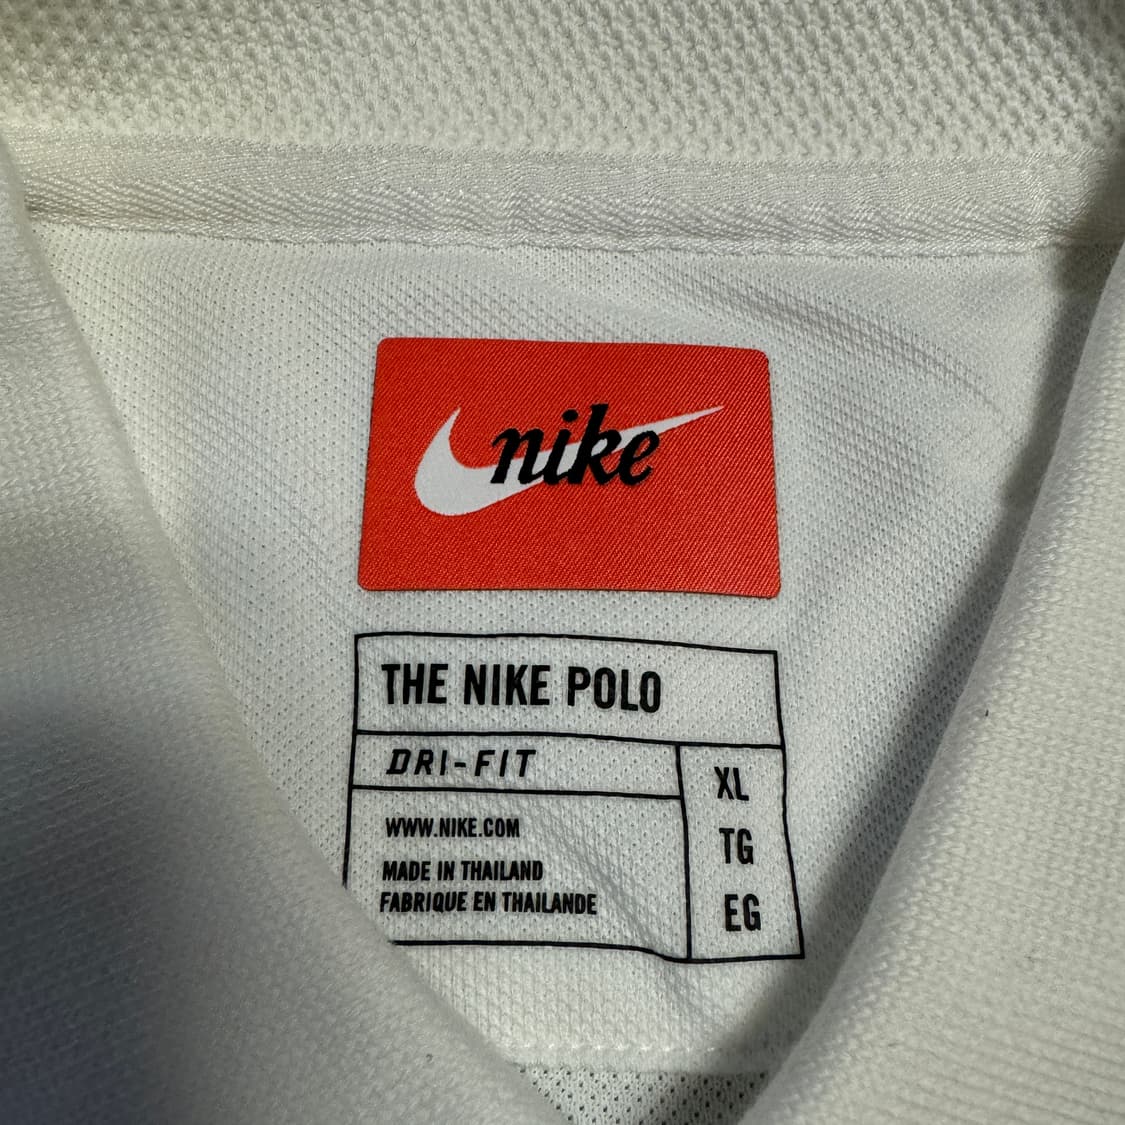 nike
THE NIKE POLO
DRI-FIT
XL
WWW.NIKE.COM
TG
MADE IN THAILAND
FABRIQUE EN THAILANDE
EG